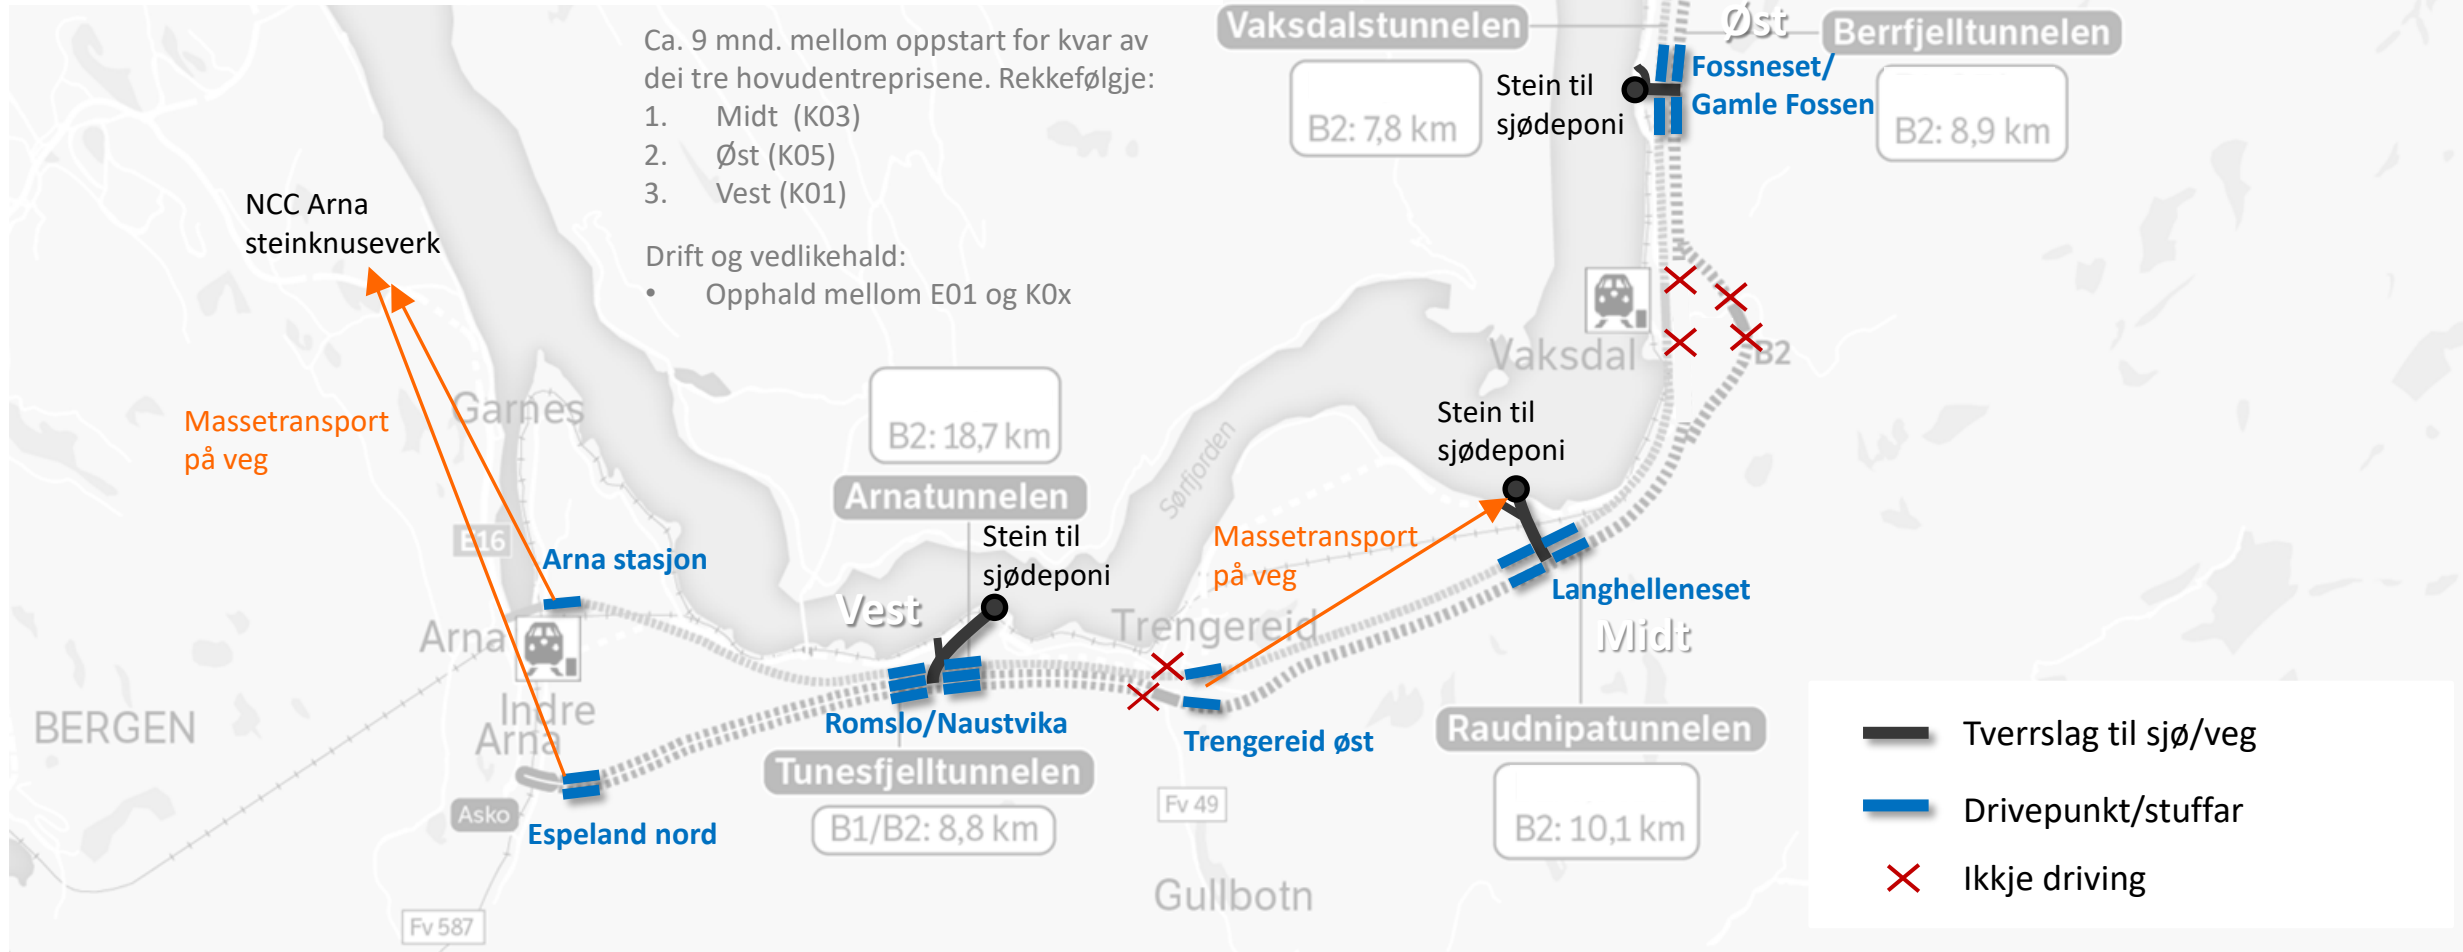 Ca. 9 mnd. mellom oppstart for kvar av
dei tre hovudentreprisene. Rekkefølgje:
1. Midt (K03)
2. Øst (K05)
3. Vest (K01)
Drift og vedlikehald:
• Opphald mellom E01 og K0x
Vaksdalstunnelen
B2: 7,8 km
Øst
Berrfjelltunnelen
B2: 8,9 km
Stein til
sjødeponi
Fossneset/
Gamle Fossen
NCC Arna
steinknuseverk
Massetransport
på veg
Garnes
E16
Arna stasjon
Arna
Indre
Arna
BERGEN
Asko
Espeland nord
Fv 587
B2: 18,7 km
Arnatunnelen
Stein til
sjødeponi
Vest
Romslo/Naustvika
Tunesfjelltunnelen
B1/B2: 8,8 km
Sørfjorden
Massetransport
på veg
Trengereid
Trengereid øst
Fv 49
Gullbotn
Vaksdal
B2
Stein til
sjødeponi
Langhelleneset
Midt
Raudnipatunnelen
B2: 10,1 km
Tverrslag til sjø/veg
Drivepunkt/stuffar
Ikkje driving